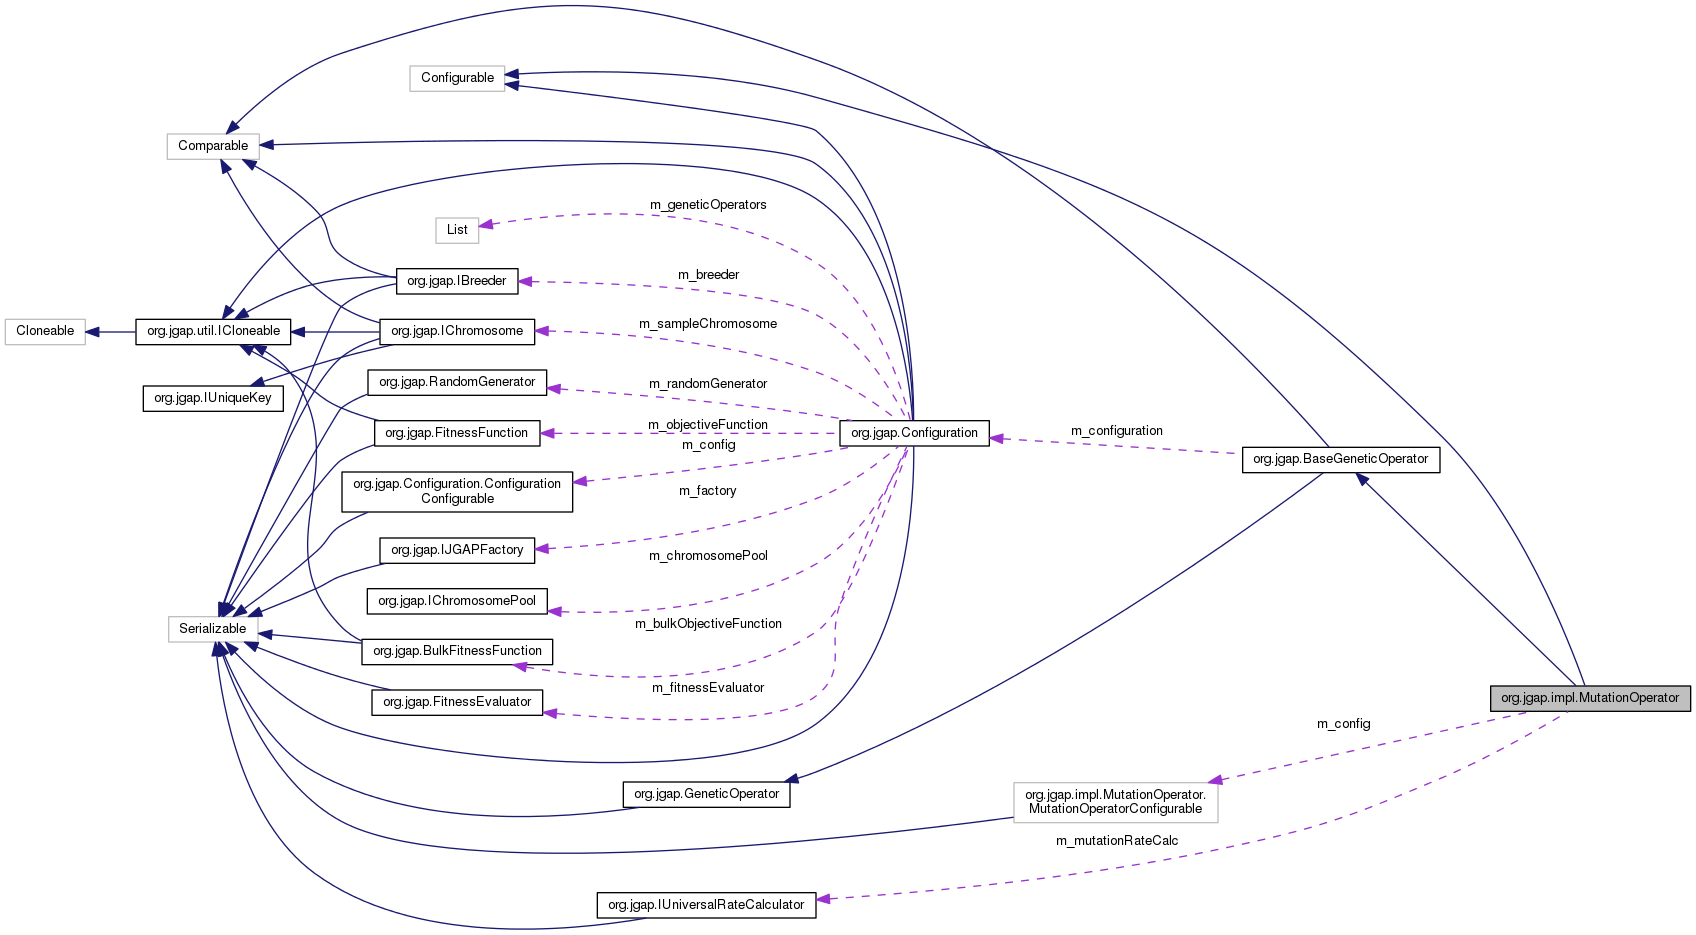 Configurable
Comparable
m_geneticOperators
List
m_breeder
org.jgap.IBreeder
m_sampleChromosome
Cloneable
org.jgap.util.ICloneable
org.jgap.IChromosome
org.jgap.RandomGenerator
m_randomGenerator
org.jgap.IUniqueKey
m_objectiveFunction
org.jgap.FitnessFunction
org.jgap.Configuration
m_configuration
m_config
org.jgap.BaseGeneticOperator
org.jgap.Configuration.Configuration
Configurable
m_factory
org.jgap.IJGAPFactory
m_chromosomePool
org.jgap.IChromosomePool
Serializable
m_bulkObjectiveFunction
org.jgap.BulkFitnessFunction
m_fitnessEvaluator
org.jgap.FitnessEvaluator
org.jgap.impl.MutationOperator
m_config
org.jgap.GeneticOperator
org.jgap.impl.MutationOperator.
MutationOperatorConfigurable
m_mutationRateCalc
org.jgap.IUniversalRateCalculator